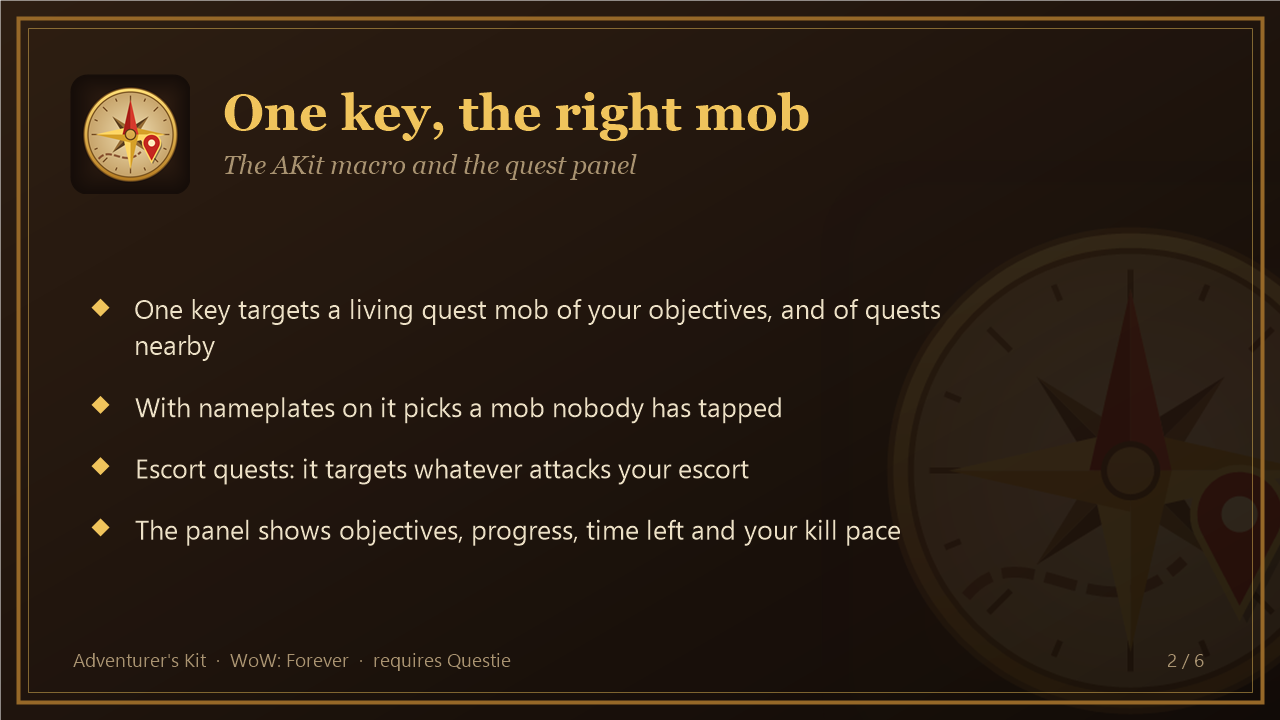 One key, the right mob
The AKit macro and the quest panel
One key targets a living quest mob of your objectives, and of quests
nearby
With nameplates on it picks a mob nobody has tapped
Escort quests: it targets whatever attacks your escort
The panel shows objectives, progress, time left and your kill pace
Adventurer's Kit · WoW: Forever · requires Questie
2 / 6